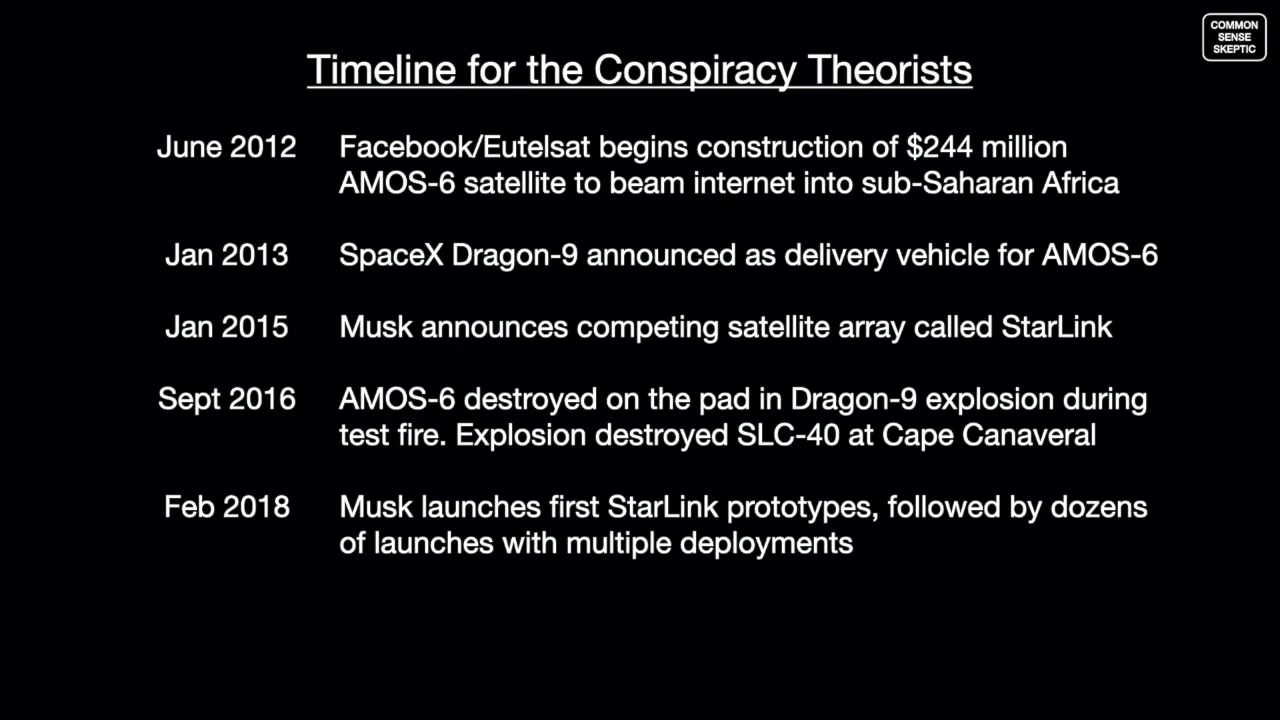 COMMON
SENSE
SKEPTIC
Timeline for the Conspiracy Theorists
June 2012 Facebook/Eutelsat begins construction of $244 million
AMOS-6 satellite to beam internet into sub-Saharan Africa
Jan 2013 SpaceX Dragon-9 announced as delivery vehicle for AMOS-6
Jan 2015 Musk announces competing satellite array called StarLink
Sept 2016 AMOS-6 destroyed on the pad in Dragon-9 explosion during
test fire. Explosion destroyed SLC-40 at Cape Canaveral
Feb 2018 Musk launches first StarLink prototypes, followed by dozens
of launches with multiple deployments